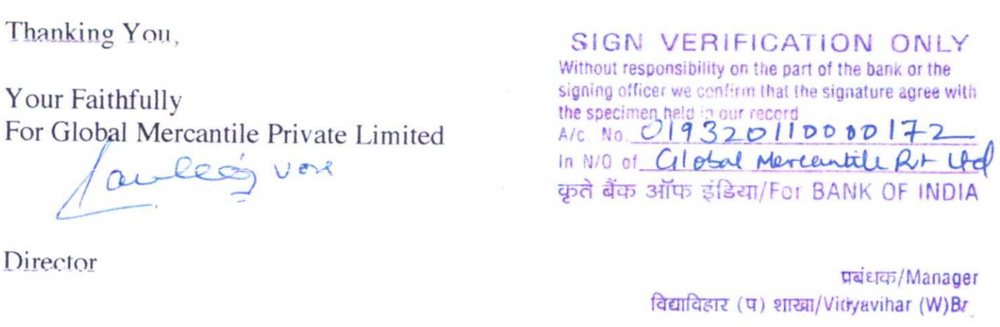 Thanking You,
Your Faithfully
For Global Mercantile Private Limited
Director
SIGN VERIFICATION ONLY
Without responsibility on the part of the bank or the
signing officer we confirm that the signature agree with
the specimen held in our record
A/c. No. 019320110000172
In N/O of Global Mercantile Pvt Ltd
कृते बैंक ऑफ इंडिया/For BANK OF INDIA
प्रबंधक/Manager
विद्याविहार (प) शाखा/Vidyavihar (W)Br